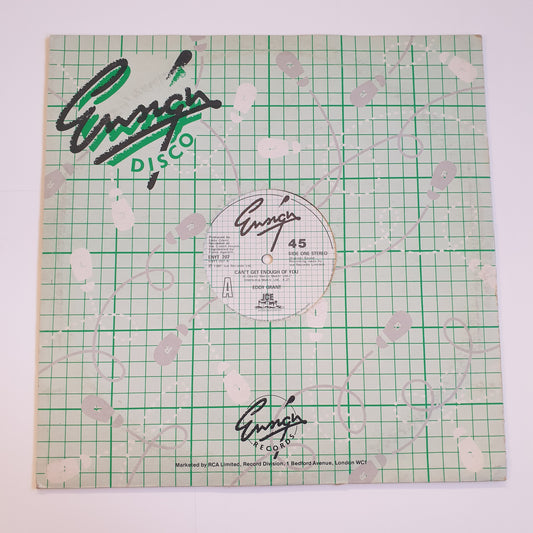 Ensign
DISCO
Ensign
45
SIDE ONE STEREO
ENYT 207
CAN'T GET ENOUGH OF YOU
A
EDDY GRANT
ICE
Ensign
RECORDS
Marketed by RCA Limited, Record Division, 1 Bedford Avenue, London WC1